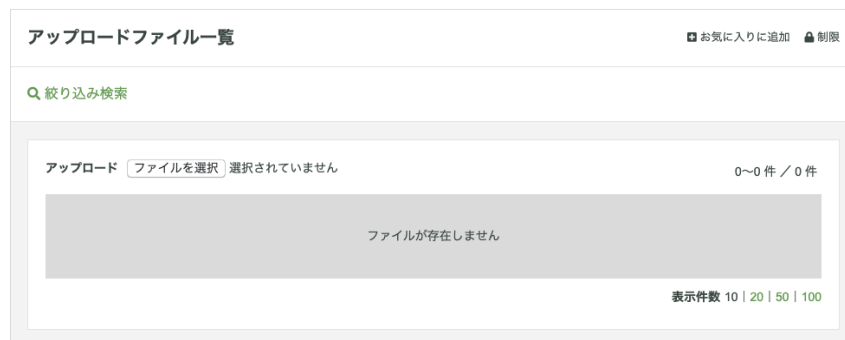 アップロードファイル一覧
お気に入りに追加 制限
絞り込み検索
アップロード ファイルを選択 選択されていません
0〜0 件 ／ 0 件
ファイルが存在しません
表示件数 10 | 20 | 50 | 100